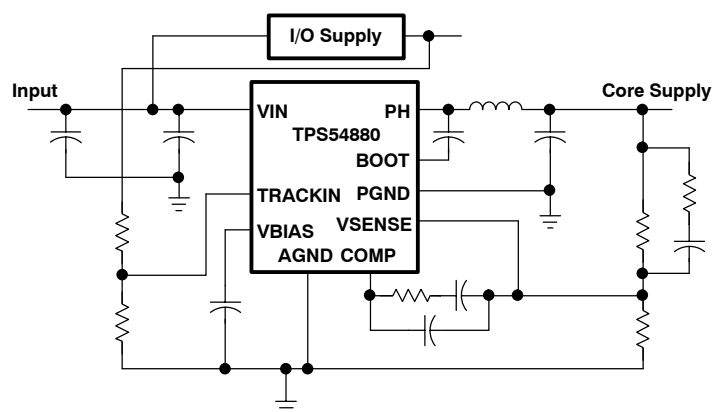 I/O Supply
Input
Core Supply
VIN
PH
TPS54880
BOOT
TRACKIN
PGND
VSENSE
VBIAS
AGND COMP